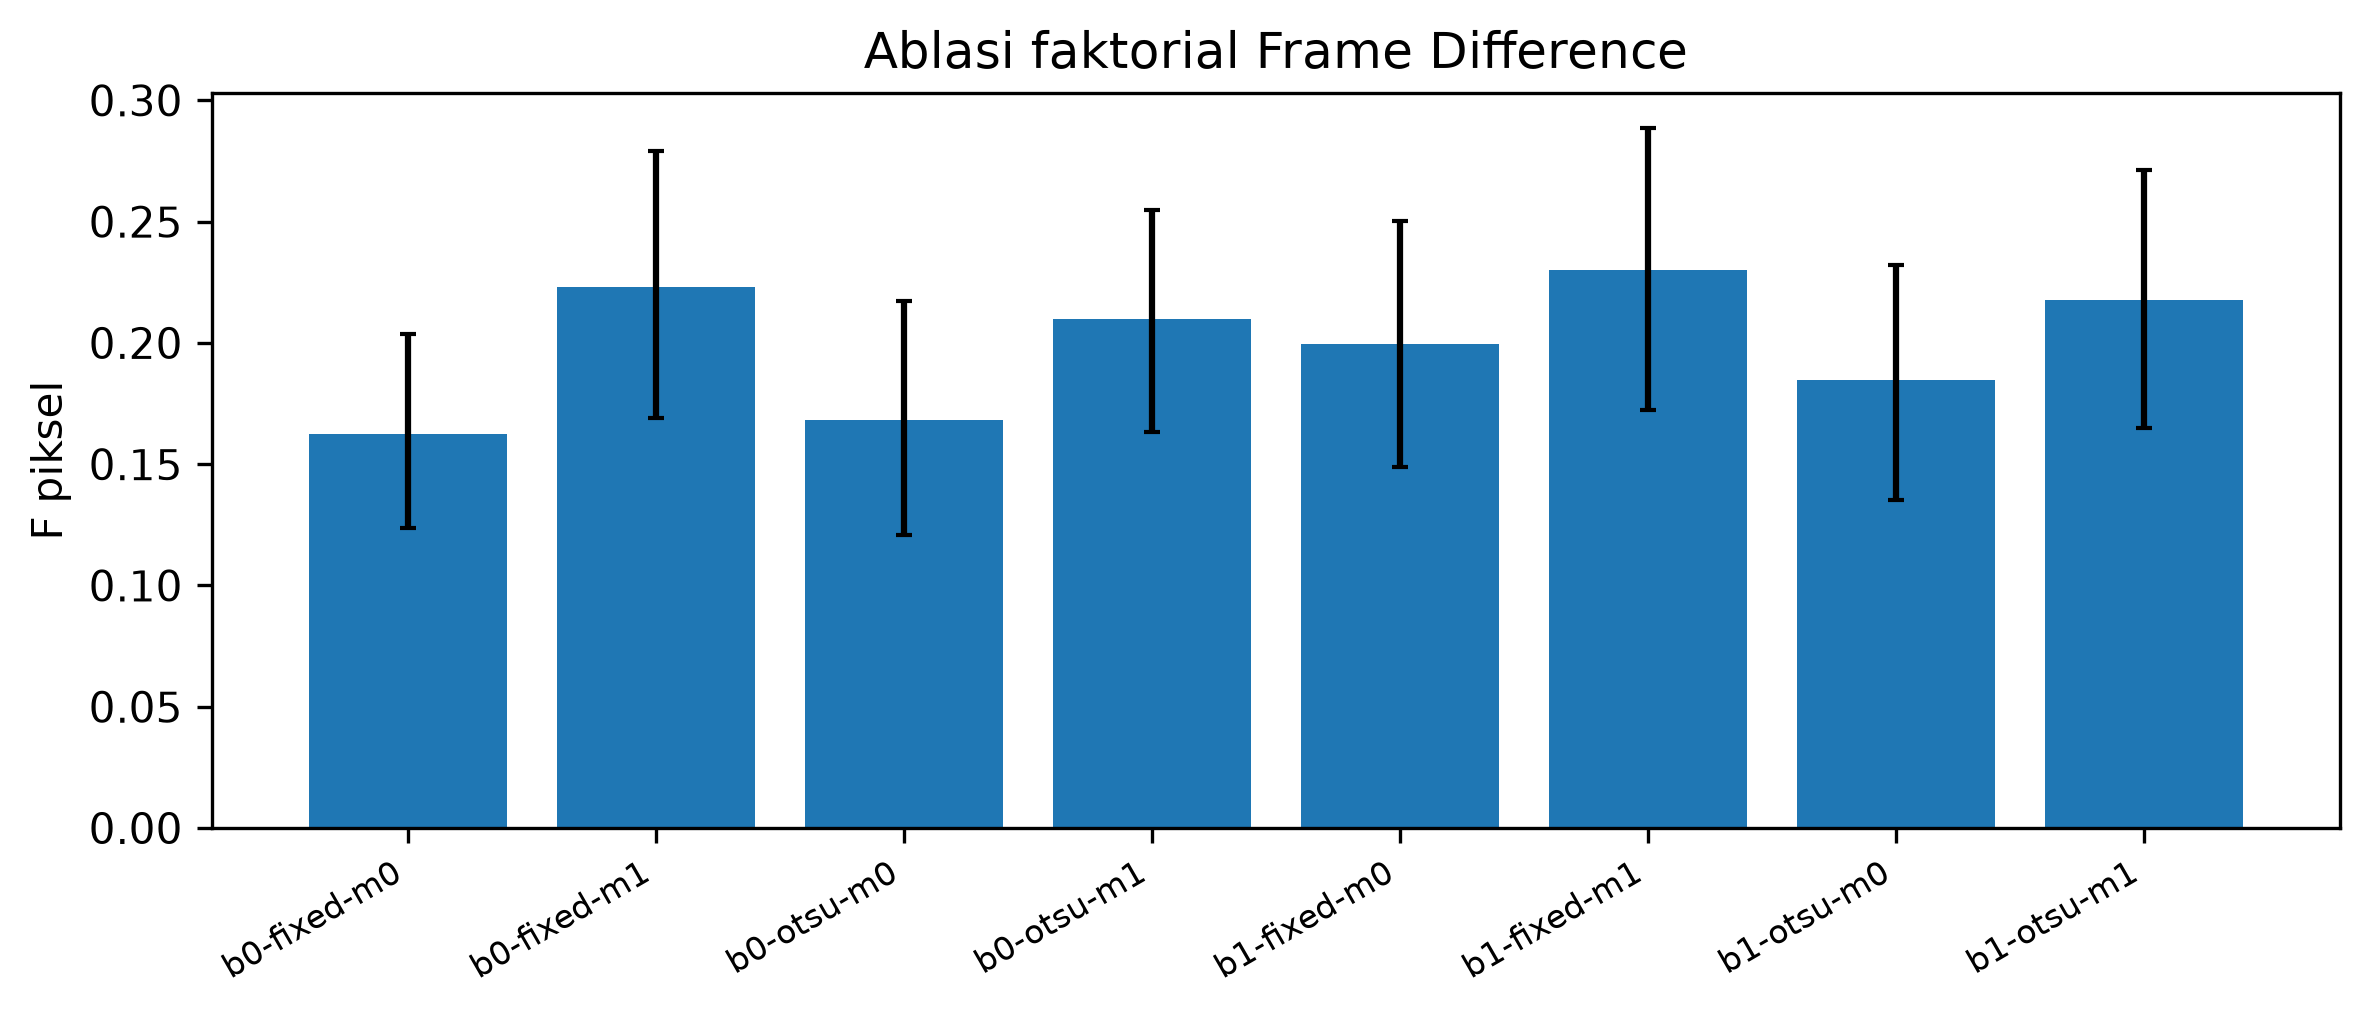 Ablasi faktorial Frame Difference
F piksel
0.30
0.25
0.20
0.15
0.10
0.05
0.00
b0-fixed-m0
b0-fixed-m1
b0-otsu-m0
b0-otsu-m1
b1-fixed-m0
b1-fixed-m1
b1-otsu-m0
b1-otsu-m1